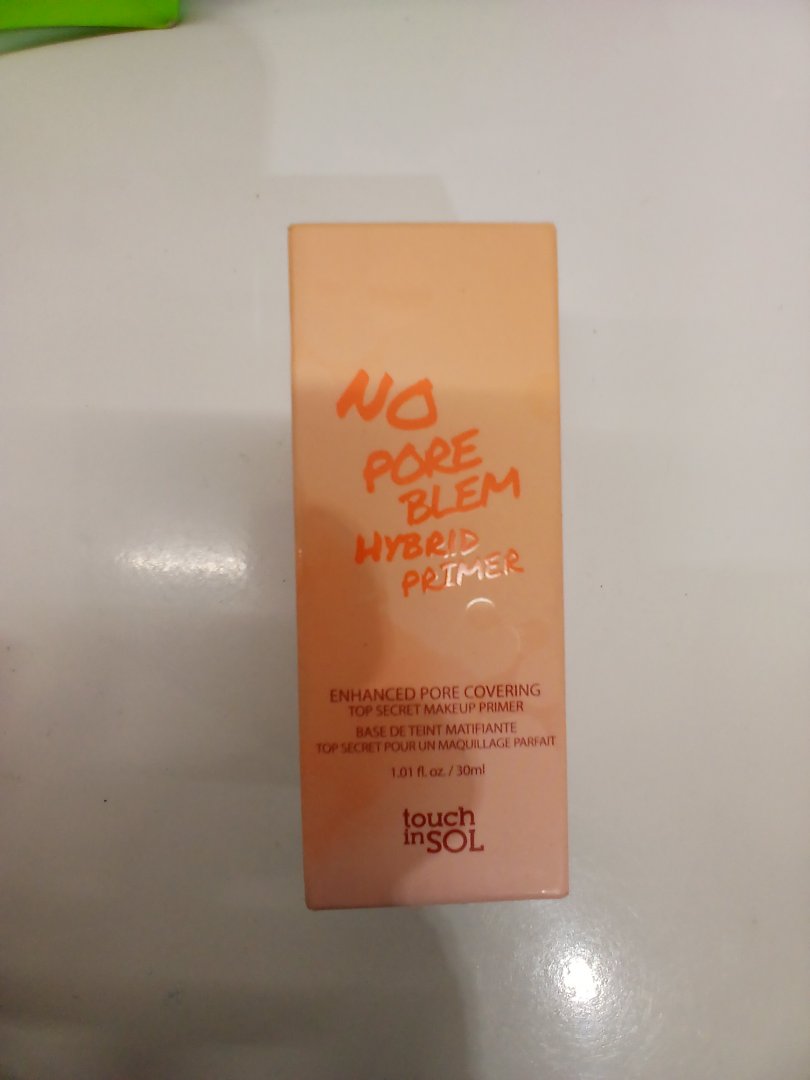 NO
PORE
BLEM
HYBRID
PRIMER
ENHANCED PORE COVERING
TOP SECRET MAKEUP PRIMER
BASE DE TEINT MATIFIANTE
TOP SECRET POUR UN MAQUILLAGE PARFAIT
1.01 fl. oz. / 30ml
touch
in SOL